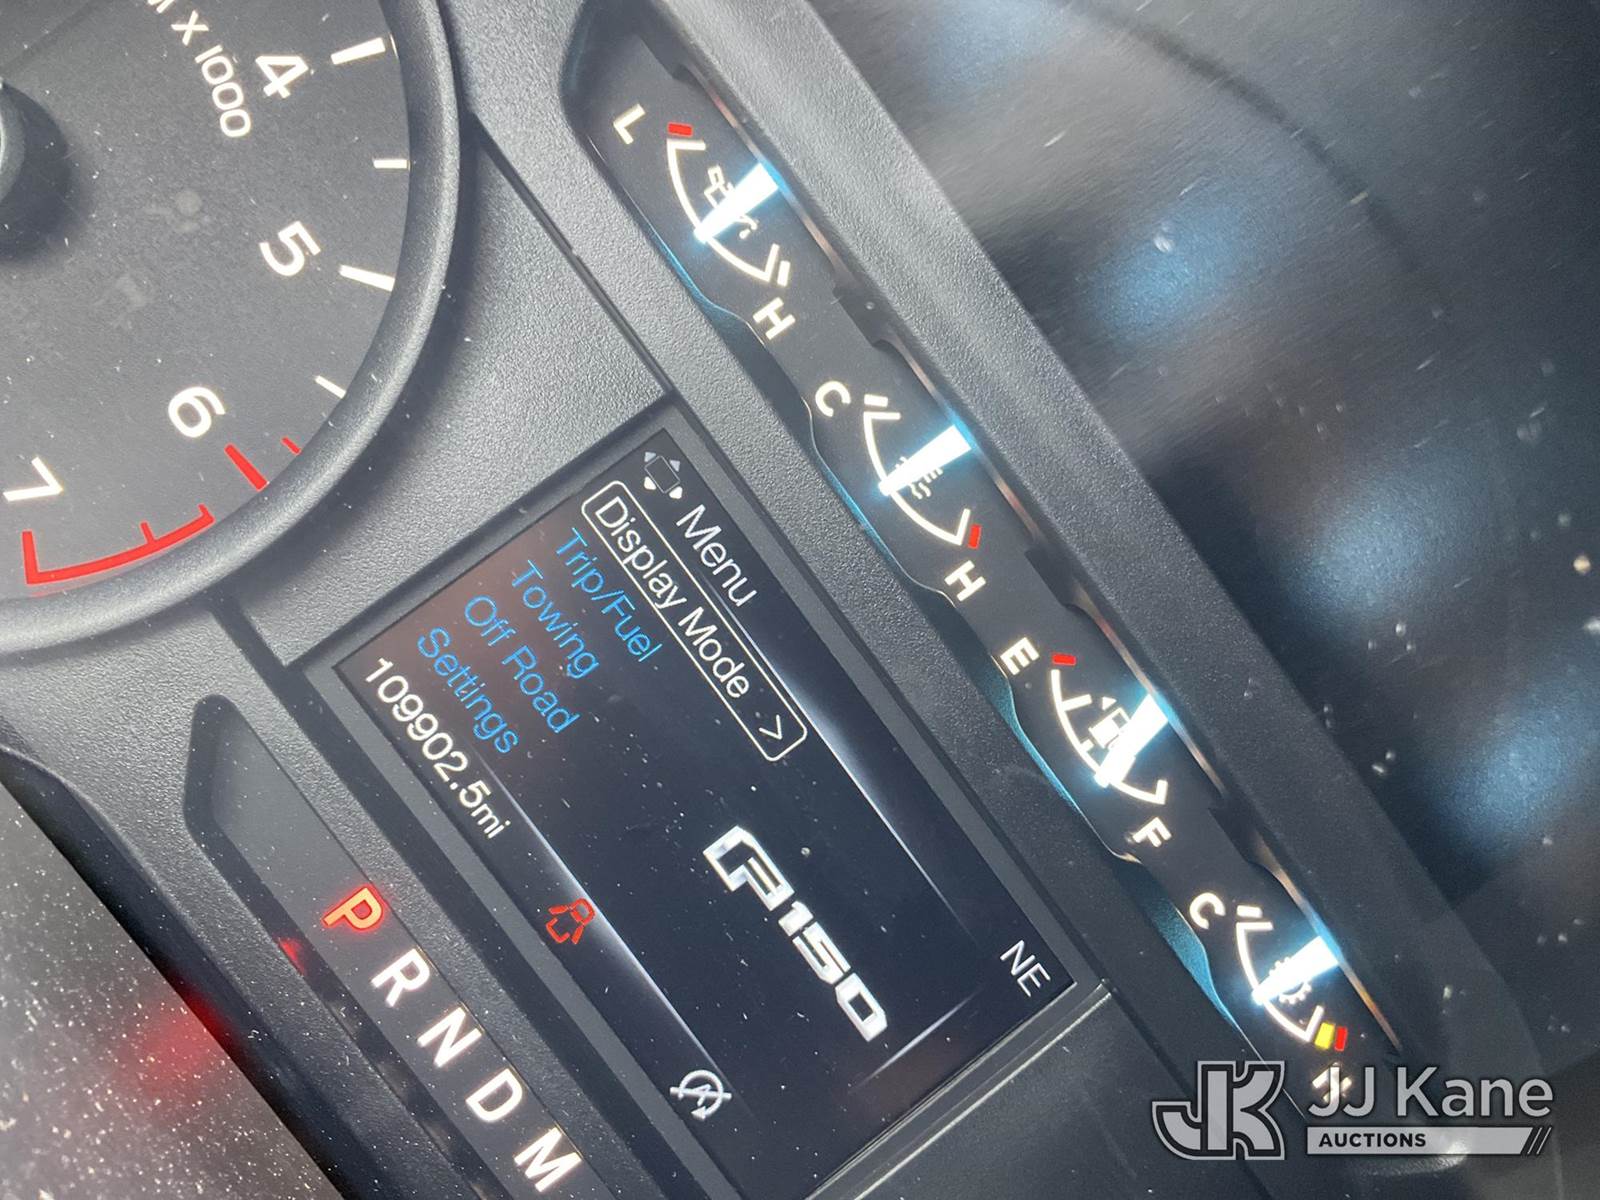 M X 1000
4
5
6
7
L
H
C
H
E
F
C
H
Menu
Display Mode >
Trip/Fuel
Towing
Off Road
Settings
109902.5mi
F150
NE
A
P R N D M
JK
JJ Kane
AUCTIONS